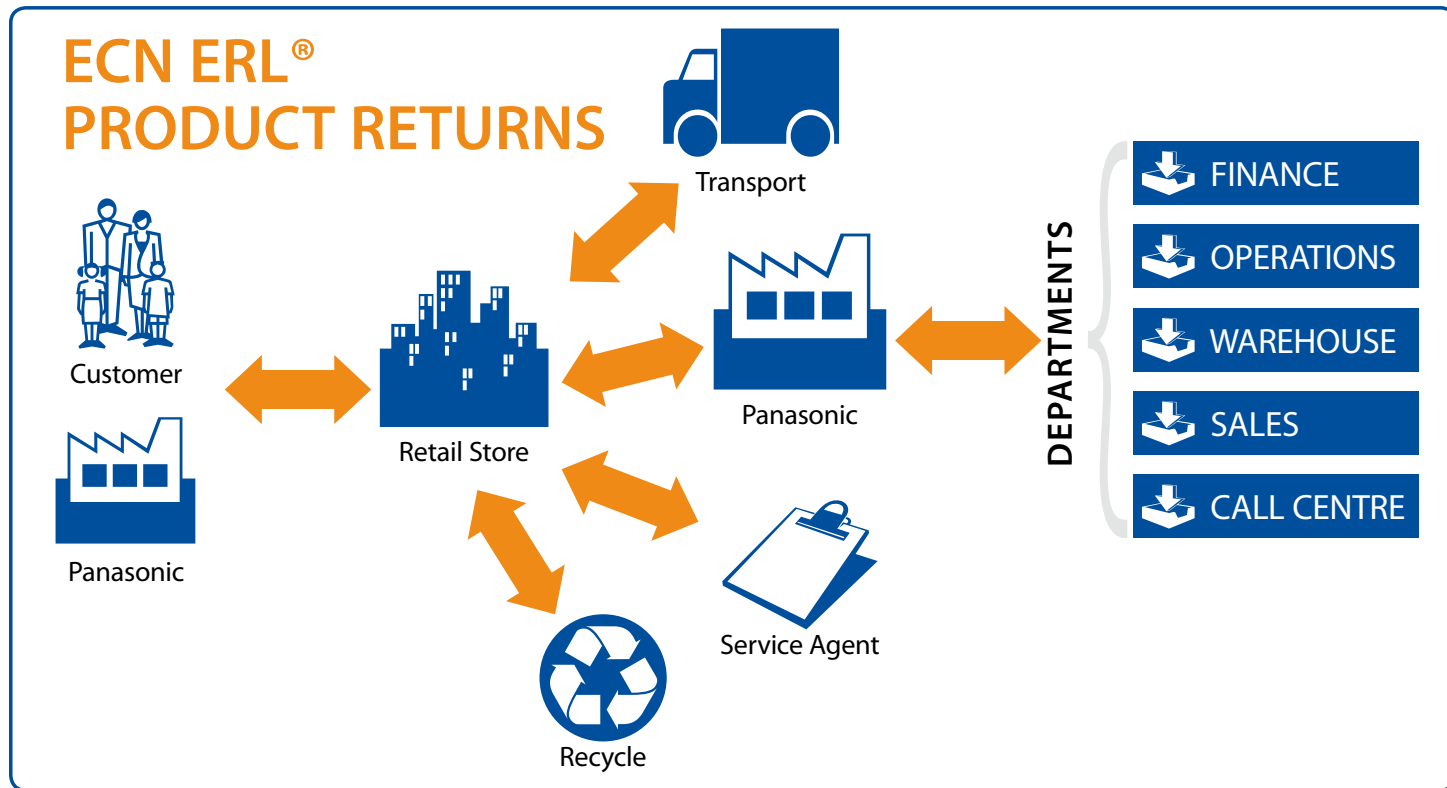 ECN ERL®
PRODUCT RETURNS
Transport
Customer
Panasonic
Retail Store
Panasonic
Service Agent
Recycle
DEPARTMENTS
FINANCE
OPERATIONS
WAREHOUSE
SALES
CALL CENTRE